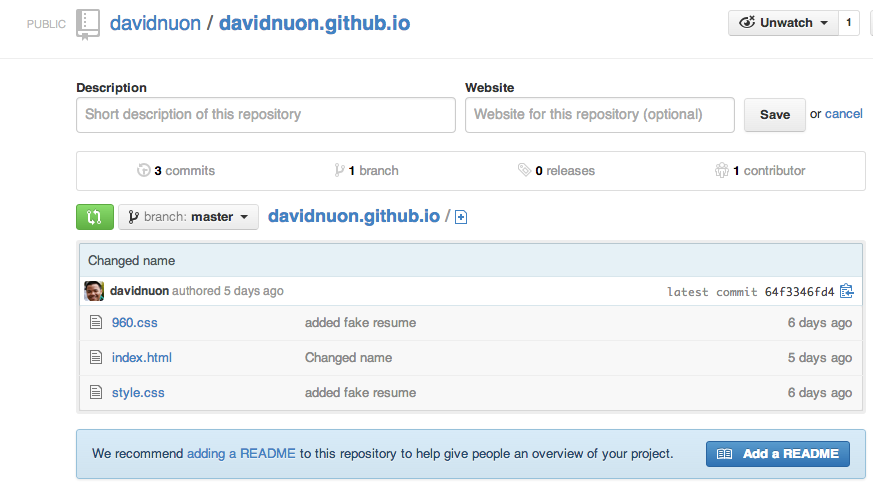 PUBLIC davidnuon / davidnuon.github.io Unwatch 1
Description Website
Short description of this repository Website for this repository (optional) Save or cancel
3 commits 1 branch 0 releases 1 contributor
branch: master davidnuon.github.io /
Changed name
davidnuon authored 5 days ago latest commit 64f3346fd4
960.css added fake resume 6 days ago
index.html Changed name 5 days ago
style.css added fake resume 6 days ago
We recommend adding a README to this repository to help give people an overview of your project. Add a README